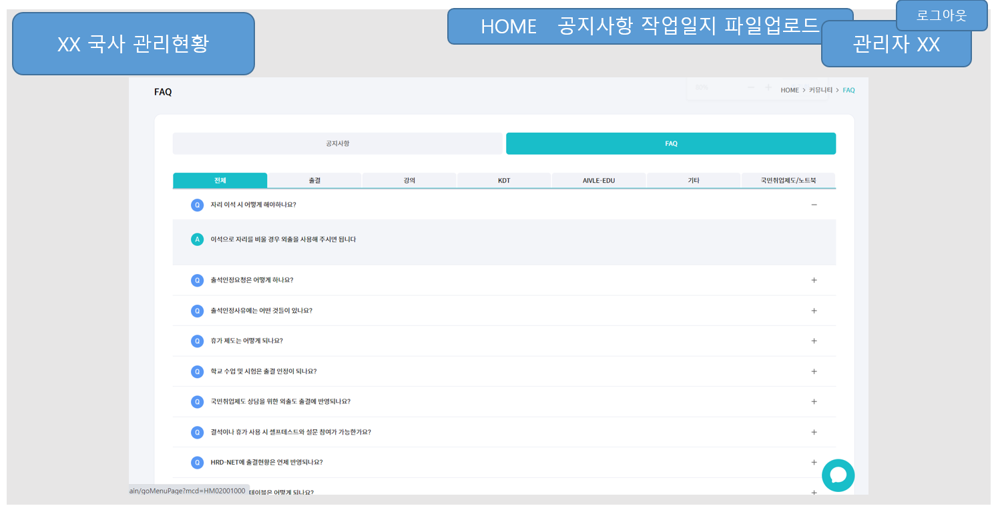 로그아웃
XX 국사 관리현황
HOME 공지사항 작업일지 파일업로드
관리자 XX
FAQ
30%
HOME > 커뮤니티 > FAQ
공지사항
FAQ
전체
출결
강의
KDT
AIVLE-EDU
기타
국민취업제도/노트북
Q 자리 이석 시 어떻게 해야하나요?
A 이석으로 자리를 비울 경우 외출을 사용해 주시면 됩니다
Q 출석인정요청은 어떻게 하나요?
Q 출석인정사유에는 어떤 것들이 있나요?
Q 휴가 제도는 어떻게 되나요?
Q 학교 수업 및 시험은 출결 인정이 되나요?
Q 국민취업제도 상담을 위한 외출도 출결에 반영되나요?
Q 결석이나 휴가 사용 시 셀프테스트와 설문 참여가 가능한가요?
Q HRD-NET에 출결현황은 언제 반영되나요?
ain/goMenuPage?mcd=HM02001000
테이블은 어떻게 되나요?